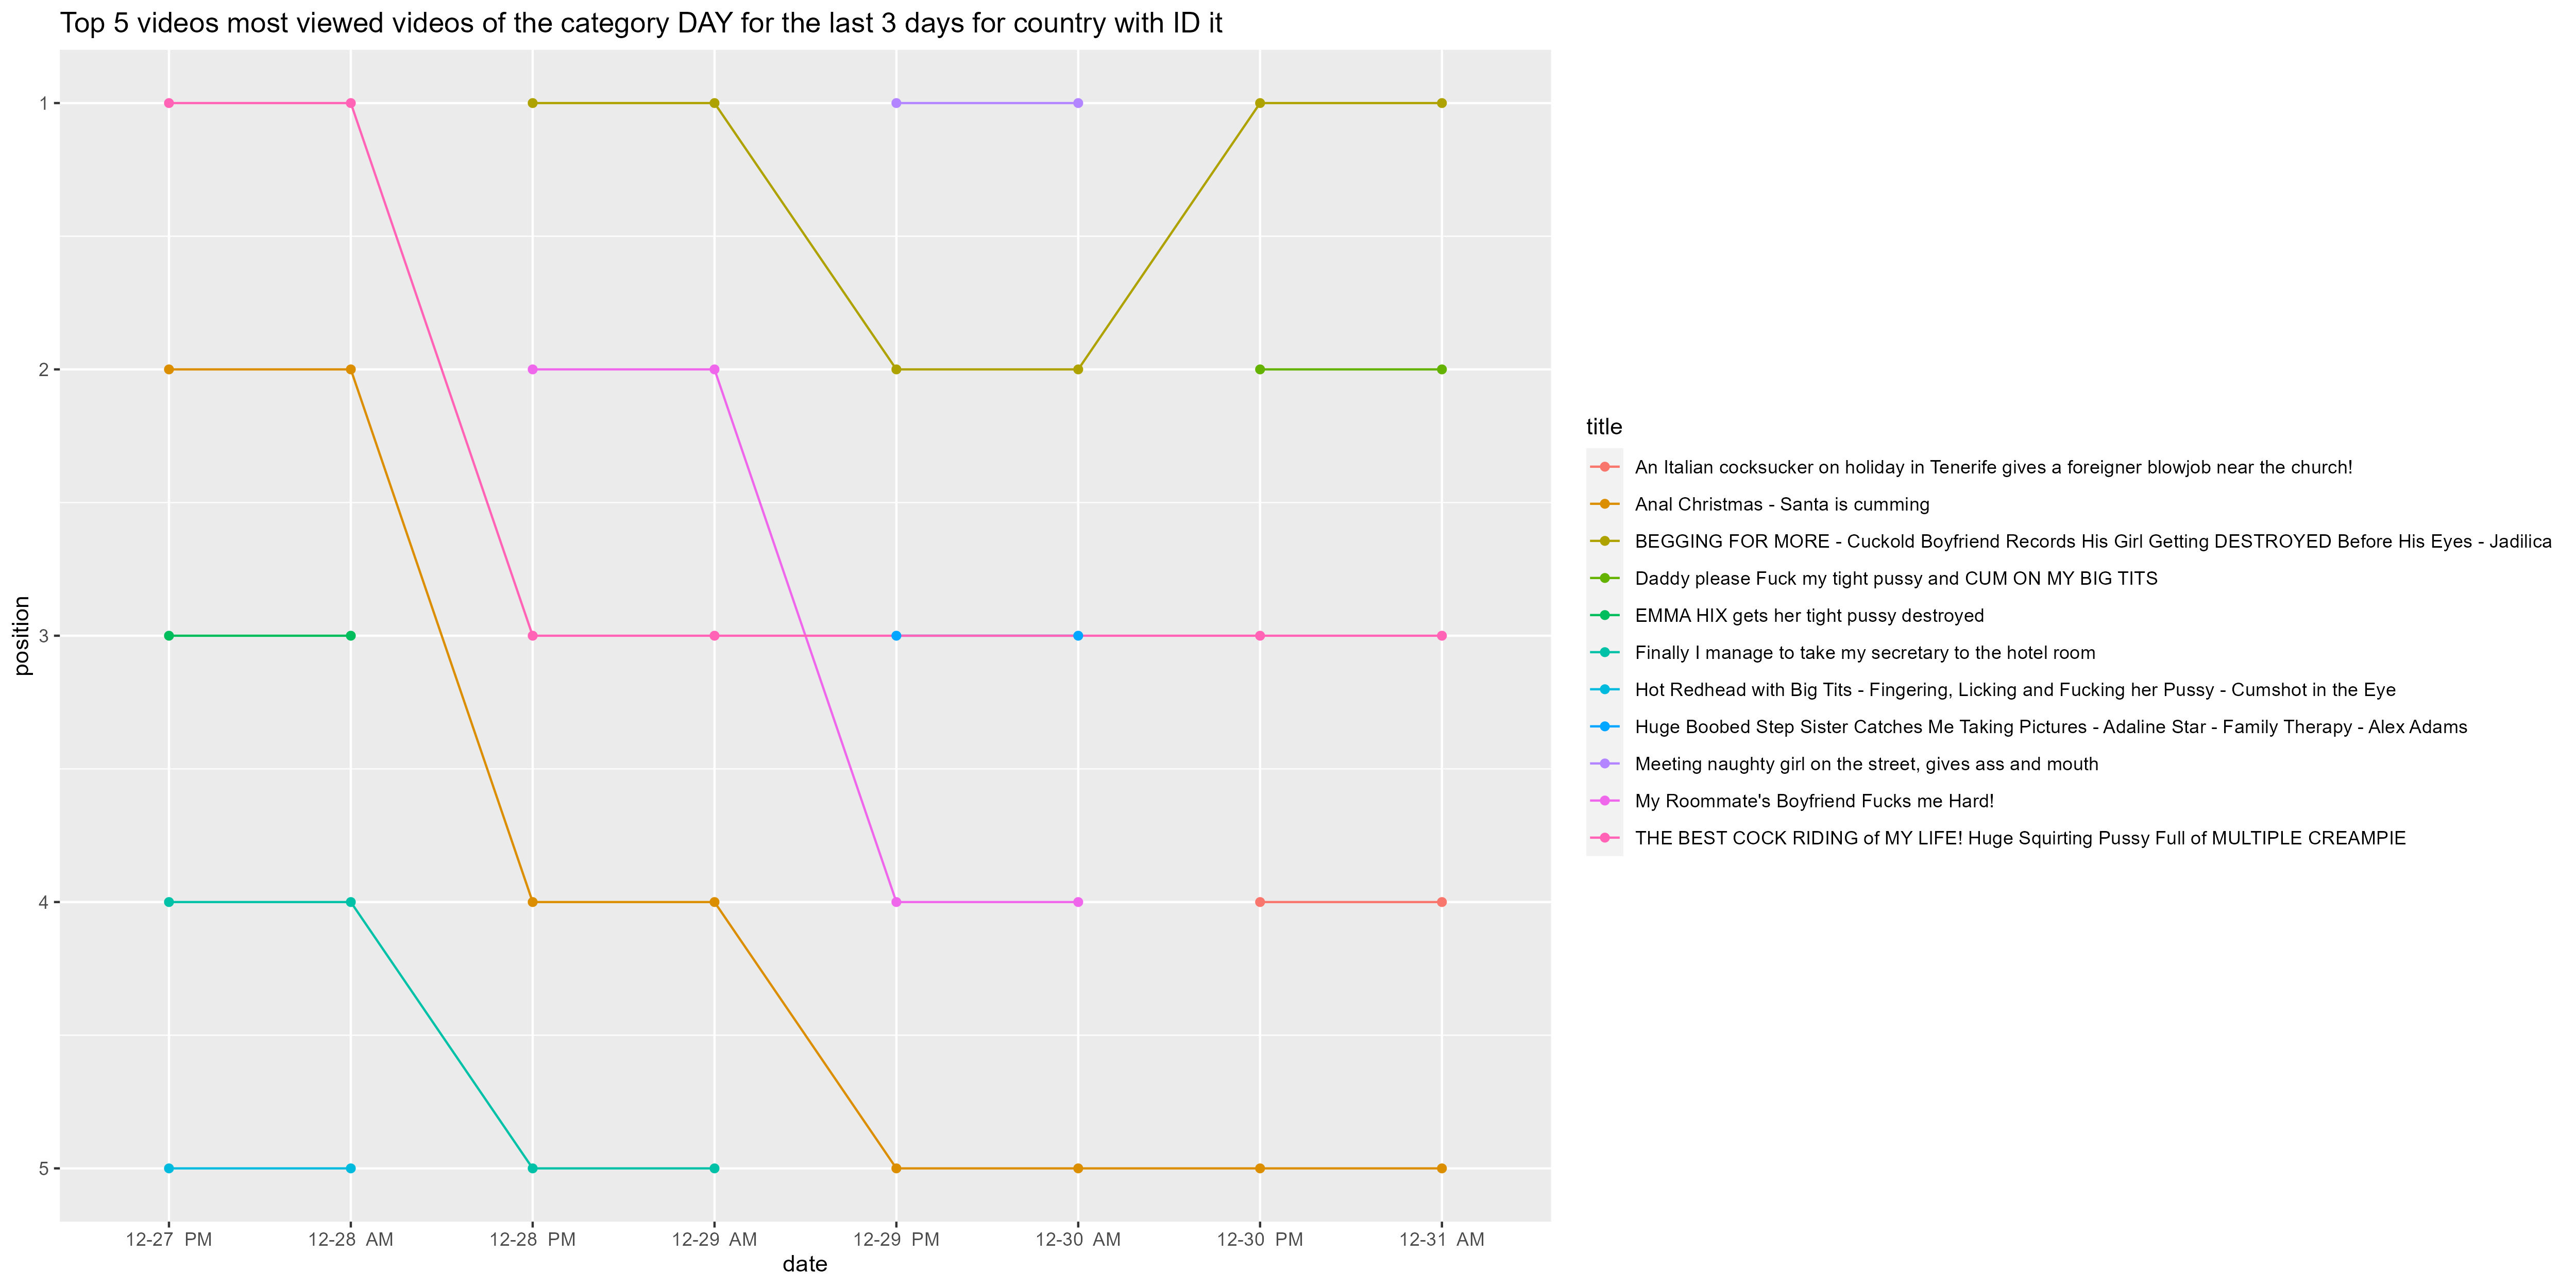 Top 5 videos most viewed videos of the category DAY for the last 3 days for country with ID it
1
2
3
4
5
position
12-27 PM
12-28 AM
12-28 PM
12-29 AM
12-29 PM
12-30 AM
12-30 PM
12-31 AM
date
title
An Italian cocksucker on holiday in Tenerife gives a foreigner blowjob near the church!
Anal Christmas - Santa is cumming
BEGGING FOR MORE - Cuckold Boyfriend Records His Girl Getting DESTROYED Before His Eyes - Jadilica
Daddy please Fuck my tight pussy and CUM ON MY BIG TITS
EMMA HIX gets her tight pussy destroyed
Finally I manage to take my secretary to the hotel room
Hot Redhead with Big Tits - Fingering, Licking and Fucking her Pussy - Cumshot in the Eye
Huge Boobed Step Sister Catches Me Taking Pictures - Adaline Star - Family Therapy - Alex Adams
Meeting naughty girl on the street, gives ass and mouth
My Roommate's Boyfriend Fucks me Hard!
THE BEST COCK RIDING of MY LIFE! Huge Squirting Pussy Full of MULTIPLE CREAMPIE